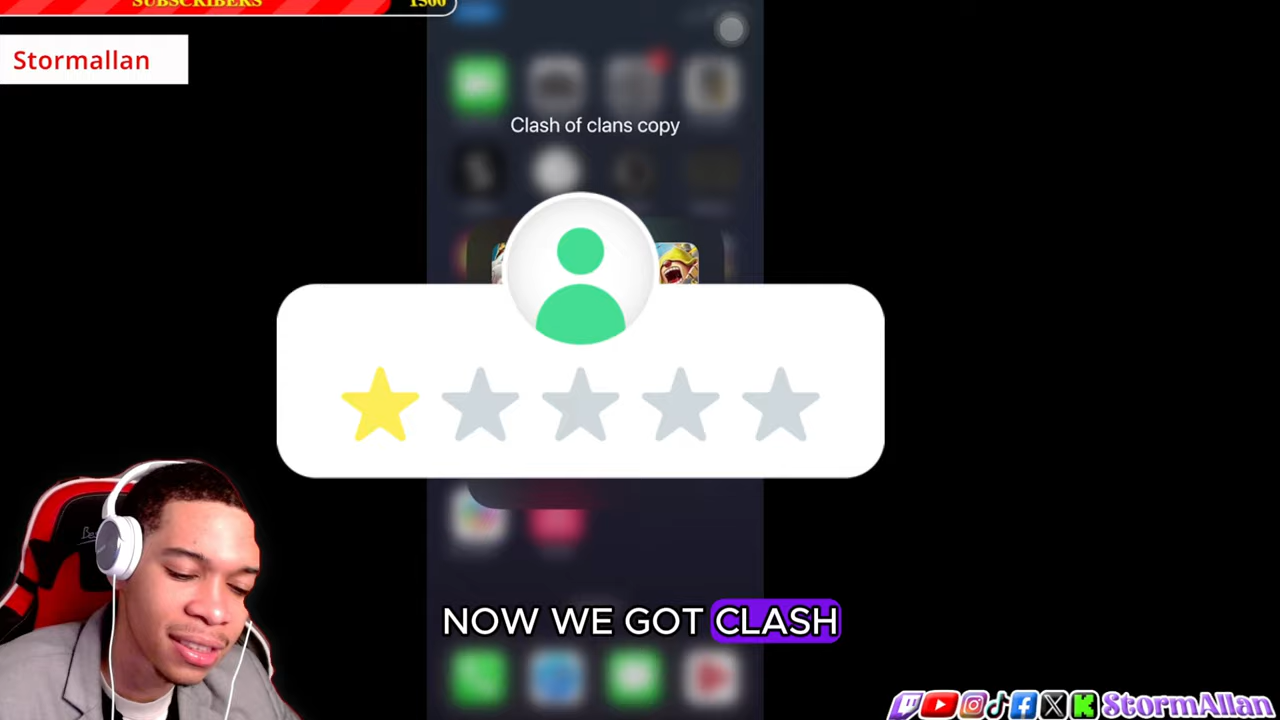 SUBSCRIBERS 1500
Stormallan
Clash of clans copy
NOW WE GOT CLASH
StormAllan